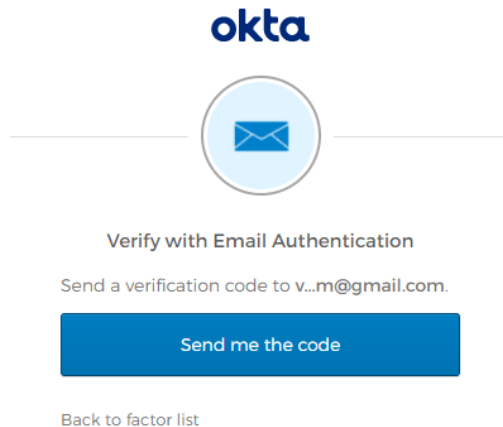 okta
Verify with Email Authentication
Send a verification code to v...m@gmail.com.
Send me the code
Back to factor list